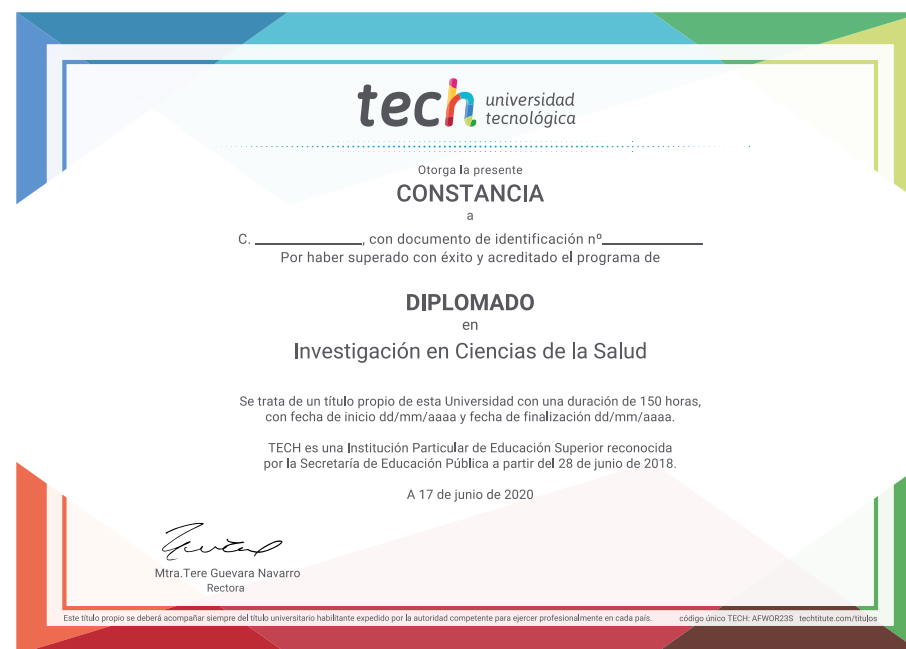 tech universidad
tecnológica
Otorga la presente
CONSTANCIA
a
C. ____________, con documento de identificación nº____________
Por haber superado con éxito y acreditado el programa de
DIPLOMADO
en
Investigación en Ciencias de la Salud
Se trata de un título propio de esta Universidad con una duración de 150 horas,
con fecha de inicio dd/mm/aaaa y fecha de finalización dd/mm/aaaa.
TECH es una Institución Particular de Educación Superior reconocida
por la Secretaría de Educación Pública a partir del 28 de junio de 2018.
A 17 de junio de 2020
Mtra.Tere Guevara Navarro
Rectora
Este título propio se deberá acompañar siempre del título universitario habilitante expedido por la autoridad competente para ejercer profesionalmente en cada país. código único TECH: AFWOR23S techtitute.com/titulos